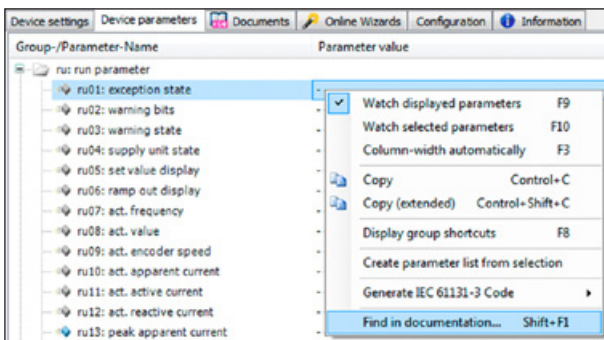 Device settings Device parameters Documents Online Wizards Configuration Information
Group-/Parameter-Name Parameter value
ru: run parameter
ru01: exception state -
ru02: warning bits -
ru03: warning state -
ru04: supply unit state -
ru05: set value display -
ru06: ramp out display -
ru07: act. frequency -
ru08: act. value -
ru09: act. encoder speed -
ru10: act. apparent current -
ru11: act. active current -
ru12: act. reactive current -
ru13: peak apparent current -
Watch displayed parameters F9
Watch selected parameters F10
Column-width automatically F3
Copy Control+C
Copy (extended) Control+Shift+C
Display group shortcuts F8
Create parameter list from selection
Generate IEC 61131-3 Code
Find in documentation... Shift+F1